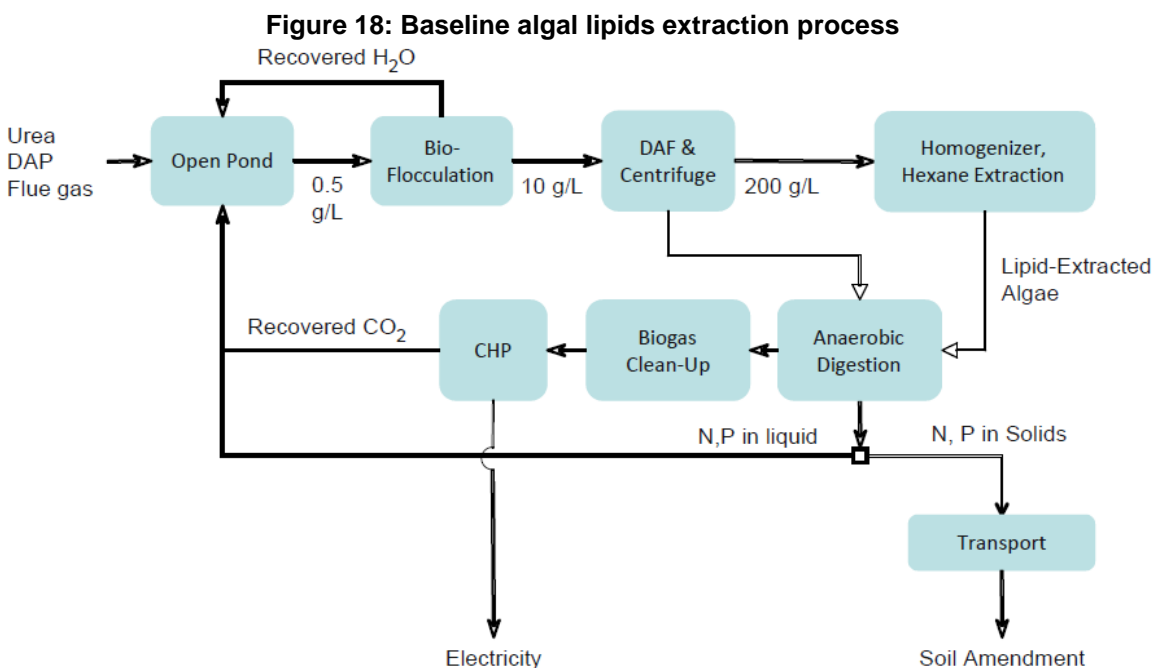 Figure 18: Baseline algal lipids extraction process
Recovered H₂O
Urea
DAP
Flue gas
Open Pond
0.5
g/L
Bio-
Flocculation
10 g/L
DAF &
Centrifuge
200 g/L
Homogenizer,
Hexane Extraction
Lipid-Extracted
Algae
Recovered CO₂
CHP
Biogas
Clean-Up
Anaerobic
Digestion
N,P in liquid
N, P in Solids
Transport
Electricity
Soil Amendment